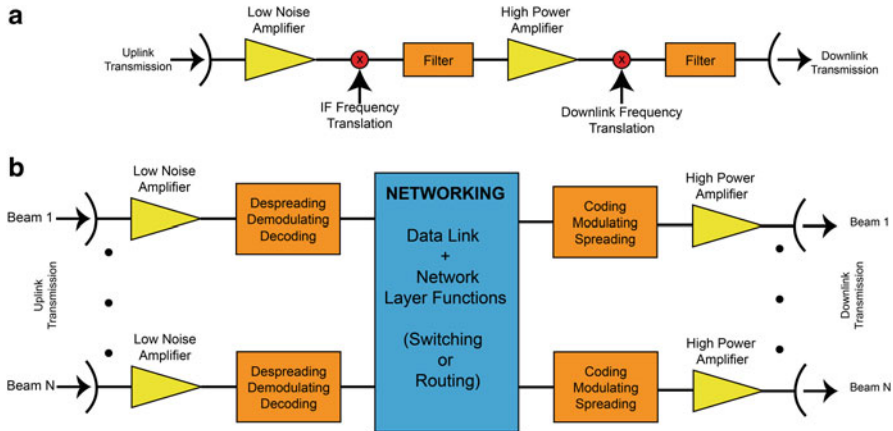 a
Low Noise
Amplifier
High Power
Amplifier
Uplink
Transmission
X
Filter
X
Filter
Downlink
Transmission
IF Frequency
Translation
Downlink Frequency
Translation
b
Low Noise
Amplifier
Despreading
Demodulating
Decoding
NETWORKING
Data Link
+
Network
Layer Functions
(Switching
or
Routing)
Coding
Modulating
Spreading
High Power
Amplifier
Beam 1
Beam 1
Uplink
Transmission
Downlink
Transmission
Low Noise
Amplifier
Despreading
Demodulating
Decoding
Coding
Modulating
Spreading
High Power
Amplifier
Beam N
Beam N